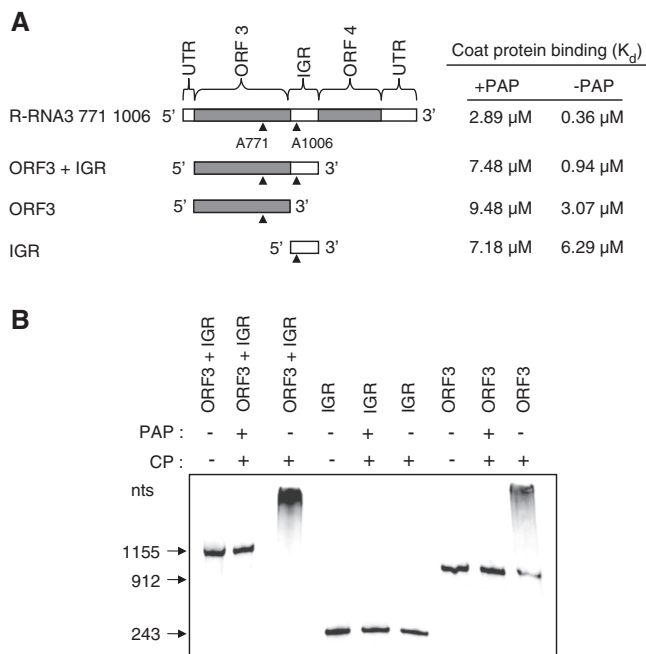 A
UTR ORF 3 IGR ORF 4 UTR
Coat protein binding (Kd)
+PAP -PAP
R-RNA3 771 1006 5’ 3’ 2.89 µM 0.36 µM
A771 A1006
ORF3 + IGR 5’ 3’ 7.48 µM 0.94 µM
ORF3 5’ 3’ 9.48 µM 3.07 µM
IGR 5’ 3’ 7.18 µM 6.29 µM
B
ORF3 + IGR ORF3 + IGR ORF3 + IGR IGR IGR IGR ORF3 ORF3 ORF3
PAP : - + - - + - - + -
CP : - + + - + + - + +
nts
1155
912
243